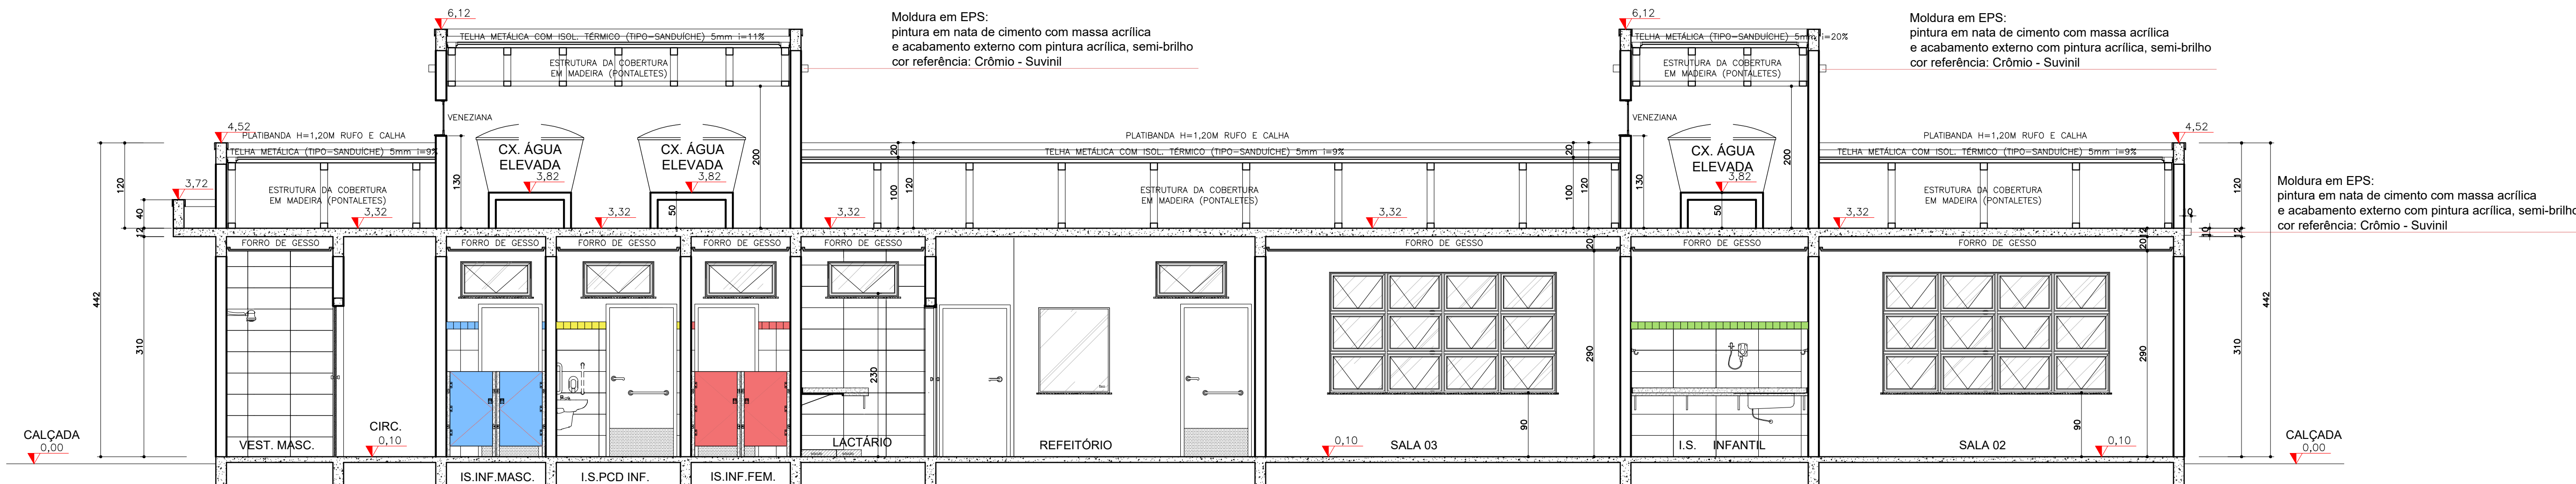 6,12
Moldura em EPS:
pintura em nata de cimento com massa acrílica
e acabamento externo com pintura acrílica, semi-brilho
cor referência: Crômio - Suvinil
6,12
Moldura em EPS:
pintura em nata de cimento com massa acrílica
e acabamento externo com pintura acrílica, semi-brilho
cor referência: Crômio - Suvinil
TELHA METÁLICA COM ISOL. TÉRMICO (TIPO-SANDUÍCHE) 5mm i=11%
TELHA METÁLICA (TIPO-SANDUÍCHE) 5mm i=20%
ESTRUTURA DA COBERTURA
EM MADEIRA (PONTALETES)
ESTRUTURA DA COBERTURA
EM MADEIRA (PONTALETES)
VENEZIANA
VENEZIANA
4,52
PLATIBANDA H=1,20M RUFO E CALHA
PLATIBANDA H=1,20M RUFO E CALHA
PLATIBANDA H=1,20M RUFO E CALHA
4,52
TELHA METÁLICA (TIPO-SANDUÍCHE) 5mm i=9%
TELHA METÁLICA COM ISOL. TÉRMICO (TIPO-SANDUÍCHE) 5mm i=9%
TELHA METÁLICA COM ISOL. TÉRMICO (TIPO-SANDUÍCHE) 5mm i=9%
CX. ÁGUA
ELEVADA
3,82
CX. ÁGUA
ELEVADA
3,82
CX. ÁGUA
ELEVADA
3,82
130
200
20
100
120
20
100
120
130
200
120
40
12
3,72
ESTRUTURA DA COBERTURA
EM MADEIRA (PONTALETES)
ESTRUTURA DA COBERTURA
EM MADEIRA (PONTALETES)
ESTRUTURA DA COBERTURA
EM MADEIRA (PONTALETES)
3,32
3,32
50
3,32
3,32
50
3,32
120
Moldura em EPS:
pintura em nata de cimento com massa acrílica
e acabamento externo com pintura acrílica, semi-brilho
cor referência: Crômio - Suvinil
FORRO DE GESSO
FORRO DE GESSO
FORRO DE GESSO
FORRO DE GESSO
FORRO DE GESSO
FORRO DE GESSO
FORRO DE GESSO
FORRO DE GESSO
20
20
12
10
12
442
310
230
290
90
290
90
310
442
CALÇADA
0,00
VEST. MASC.
CIRC.
0,10
LACTÁRIO
REFEITÓRIO
0,10
SALA 03
I.S. INFANTIL
SALA 02
0,10
CALÇADA
0,00
IS.INF.MASC.
I.S.PCD INF.
IS.INF.FEM.